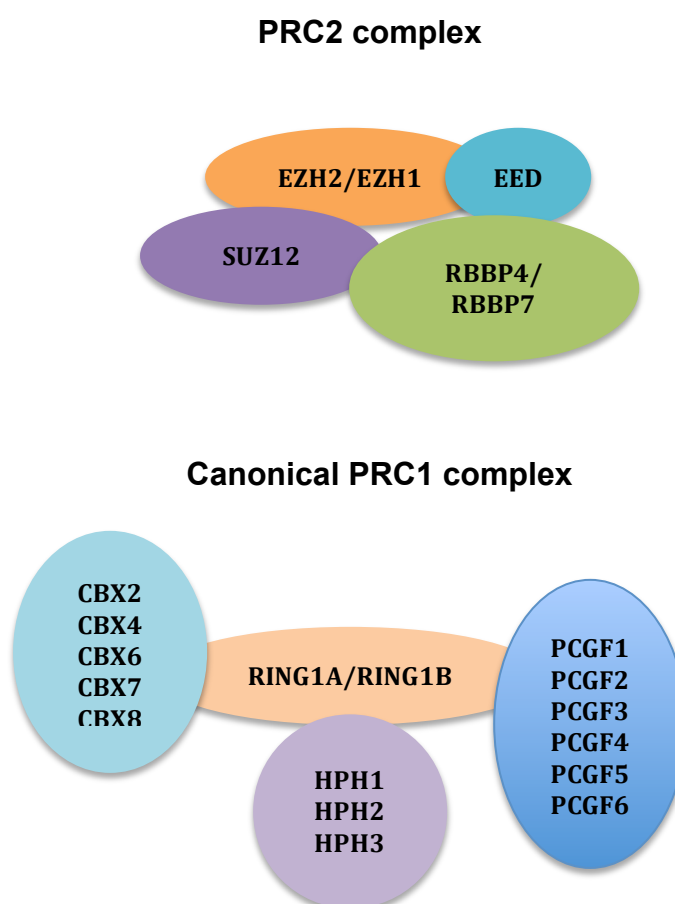 PRC2 complex
EZH2/EZH1
EED
SUZ12
RBBP4/
RBBP7
Canonical PRC1 complex
CBX2
CBX4
CBX6
CBX7
CBX8
RING1A/RING1B
HPH1
HPH2
HPH3
PCGF1
PCGF2
PCGF3
PCGF4
PCGF5
PCGF6